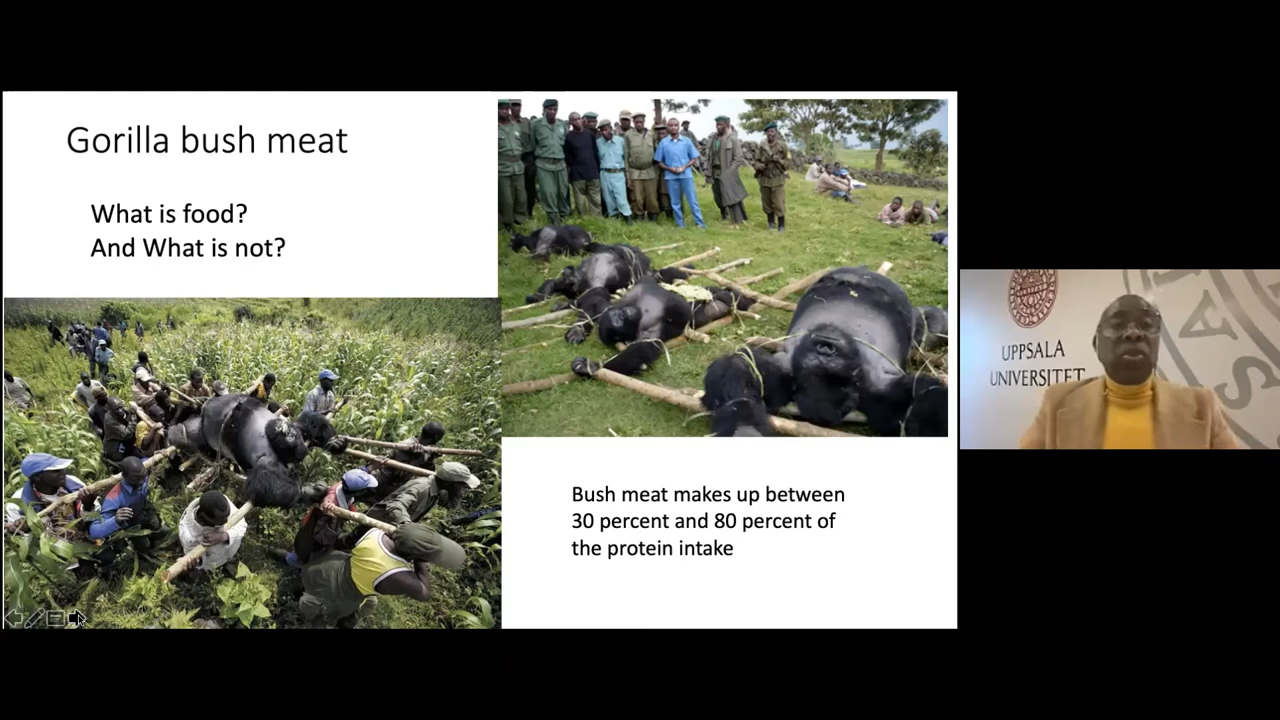 Gorilla bush meat
What is food?
And What is not?
Bush meat makes up between
30 percent and 80 percent of
the protein intake
UPPSALA
UNIVERSITET